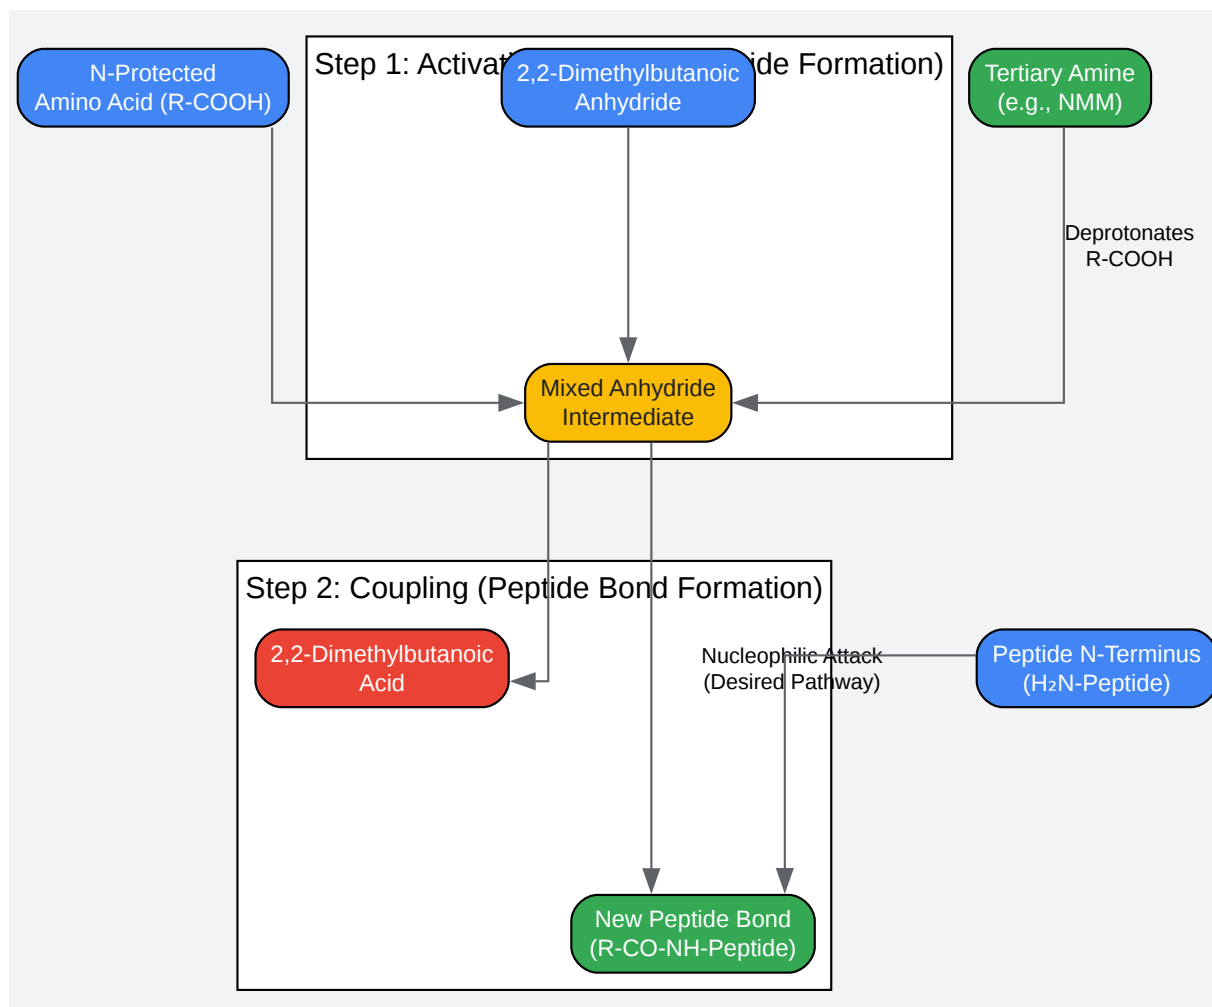 N-Protected
Amino Acid (R-COOH)
Step 1: Activati
ide Formation)
2,2-Dimethylbutanoic
Anhydride
Tertiary Amine
(e.g., NMM)
Deprotonates
R-COOH
Mixed Anhydride
Intermediate
Step 2: Coupling (Peptide Bond Formation)
2,2-Dimethylbutanoic
Acid
Nucleophilic Attack
(Desired Pathway)
Peptide N-Terminus
(H₂N-Peptide)
New Peptide Bond
(R-CO-NH-Peptide)